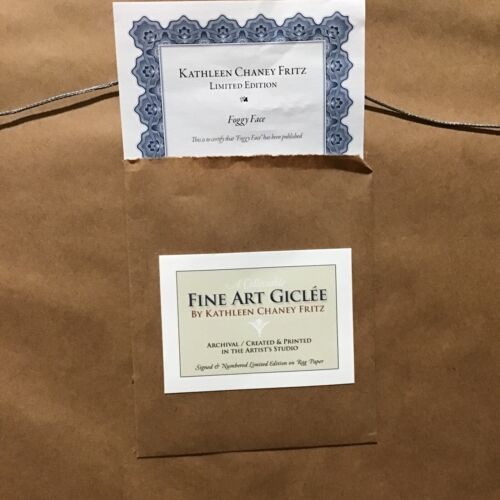 KATHLEEN CHANEY FRITZ
LIMITED EDITION
Foggy Face
This is to certify that "Foggy Face" has been published
FINE ART GICLÉE
BY KATHLEEN CHANEY FRITZ
ARCHIVAL / CREATED & PRINTED
IN THE ARTIST'S STUDIO
Signed & Numbered Limited Edition on Rag Paper